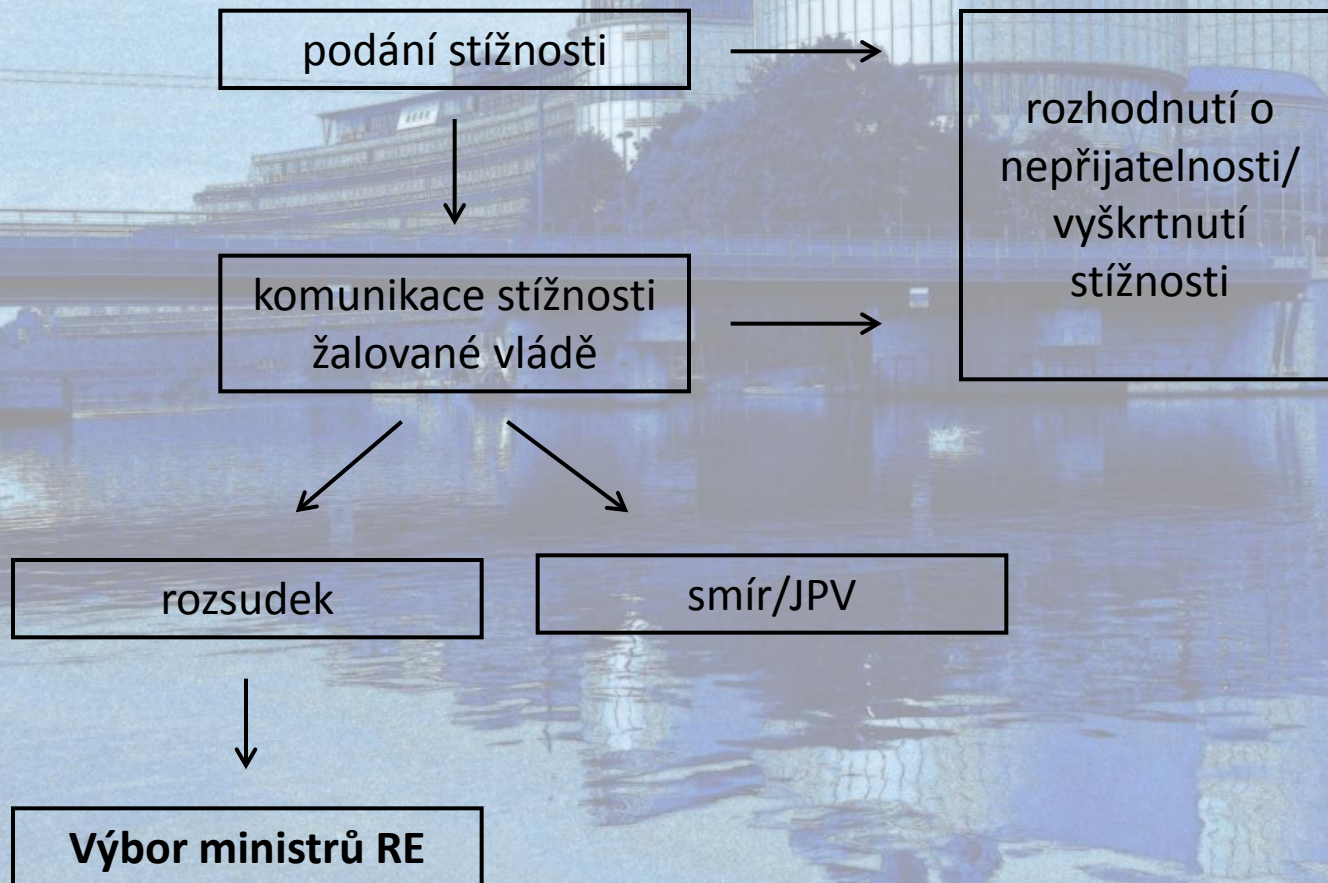 podání stížnosti
rozhodnutí o
nepřijatelnosti/
vyškrtnutí
stížnosti
komunikace stížnosti
žalované vládě
rozsudek
smír/JPV
Výbor ministrů RE